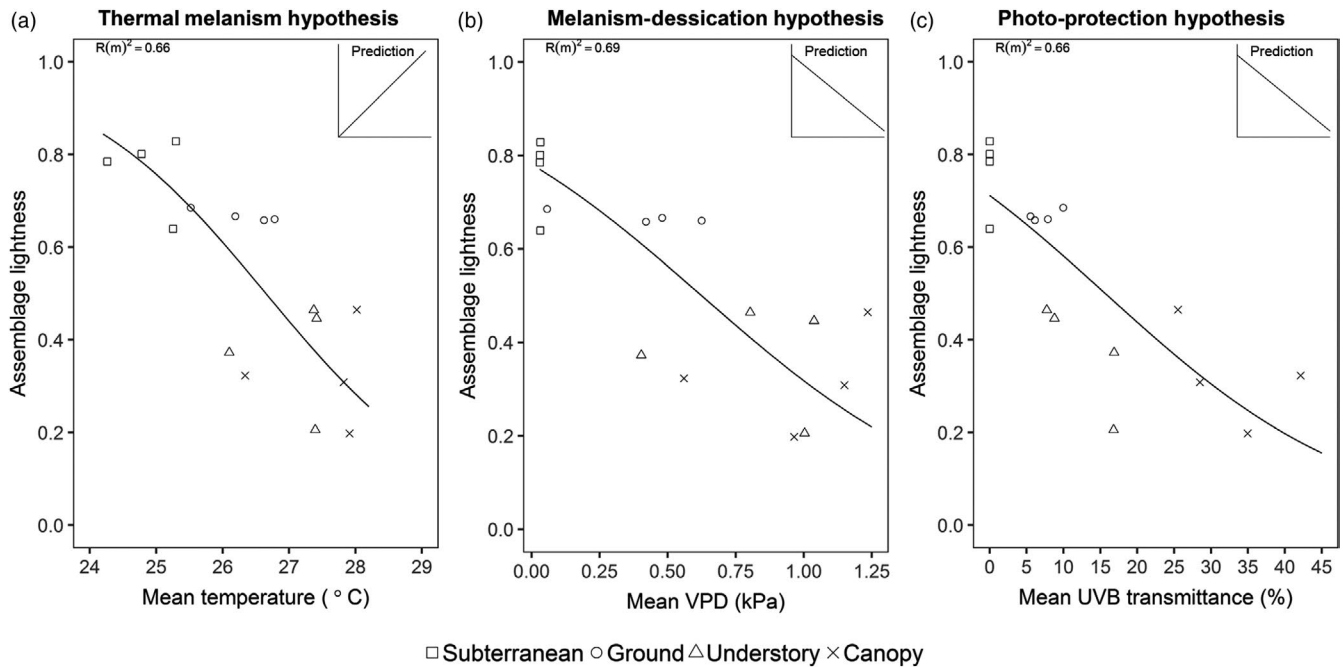 (a) Thermal melanism hypothesis
R(m)² = 0.66
Prediction
1.0
0.8
0.6
0.4
0.2
0.0
Assemblage lightness
24 25 26 27 28 29
Mean temperature ( ° C)
(b) Melanism-dessication hypothesis
R(m)² = 0.69
Prediction
1.0
0.8
0.6
0.4
0.2
0.0
Assemblage lightness
0.00 0.25 0.50 0.75 1.00 1.25
Mean VPD (kPa)
(c) Photo-protection hypothesis
R(m)² = 0.66
Prediction
1.0
0.8
0.6
0.4
0.2
0.0
Assemblage lightness
0 5 10 15 20 25 30 35 40 45
Mean UVB transmittance (%)
Subterranean Ground Understory Canopy